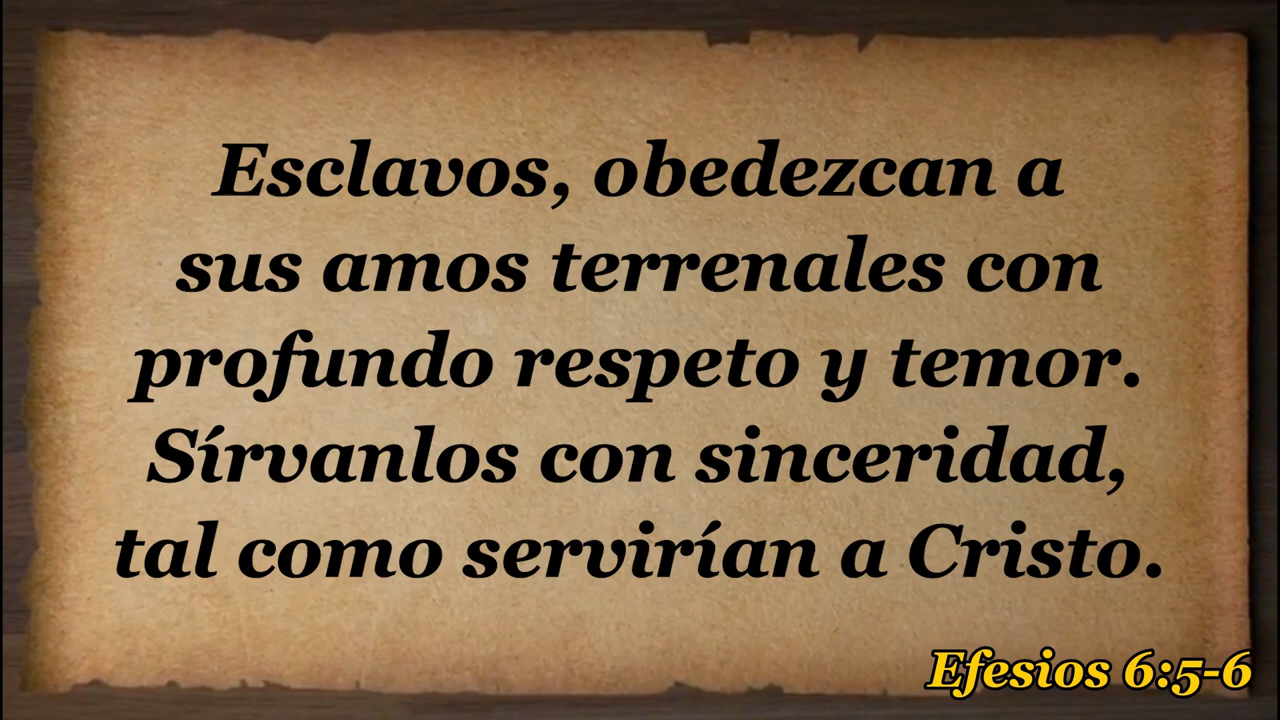 Esclavos, obedezcan a
sus amos terrenales con
profundo respeto y temor.
Sírvanlos con sinceridad,
tal como servirían a Cristo.
Efesios 6:5-6